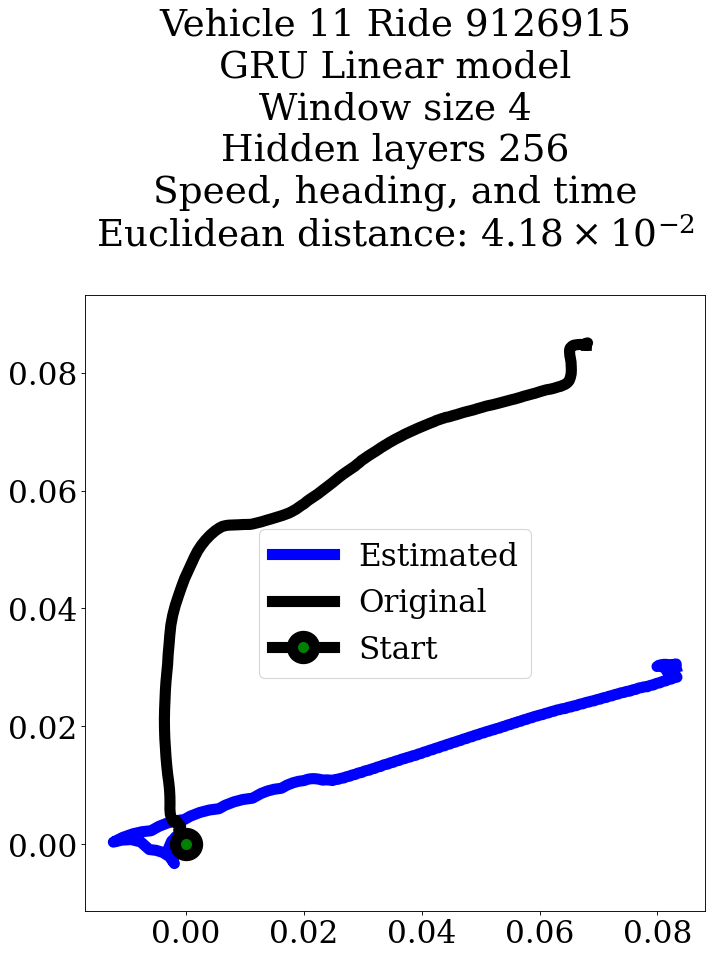 Vehicle 11 Ride 9126915
GRU Linear model
Window size 4
Hidden layers 256
Speed, heading, and time
Euclidean distance: 4.18 × 10⁻²
0.08
0.06
0.04
0.02
0.00
Estimated
Original
Start
0.00 0.02 0.04 0.06 0.08